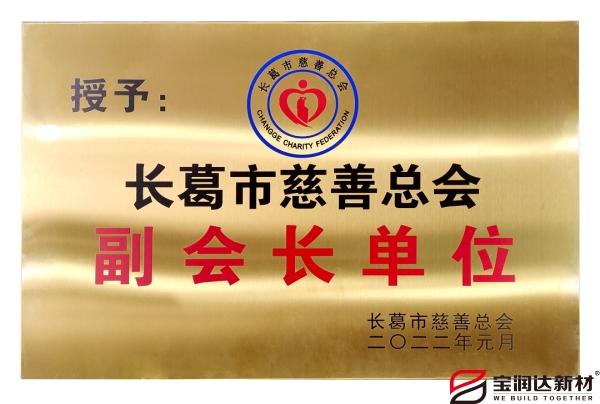 授予：
长葛市慈善总会
CHANGGE CHARITY FEDERATION
长葛市慈善总会
副会长单位
长葛市慈善总会
二〇二二年元月
宝润达新材®
WE BUILD TOGETHER